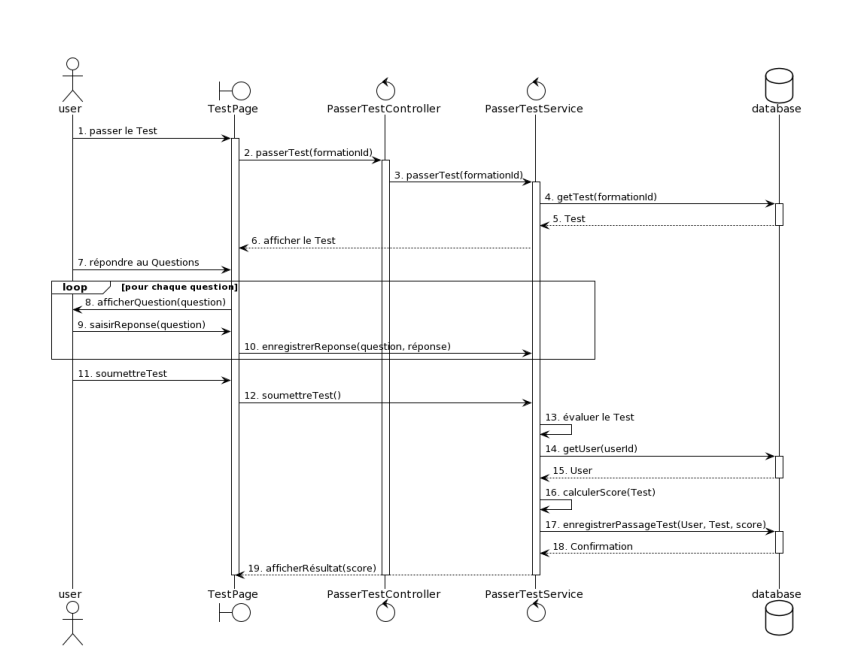 user TestPage PasserTestController PasserTestService database
1. passer le Test
2. passerTest(formationId)
3. passerTest(formationId)
4. getTest(formationId)
5. Test
6. afficher le Test
7. répondre au Questions
loop [pour chaque question]
8. afficherQuestion(question)
9. saisirReponse(question)
10. enregistrerReponse(question, réponse)
11. soumettreTest
12. soumettreTest()
13. évaluer le Test
14. getUser(userId)
15. User
16. calculerScore(Test)
17. enregistrerPassageTest(User, Test, score)
18. Confirmation
19. afficherRésultat(score)
user TestPage PasserTestController PasserTestService database